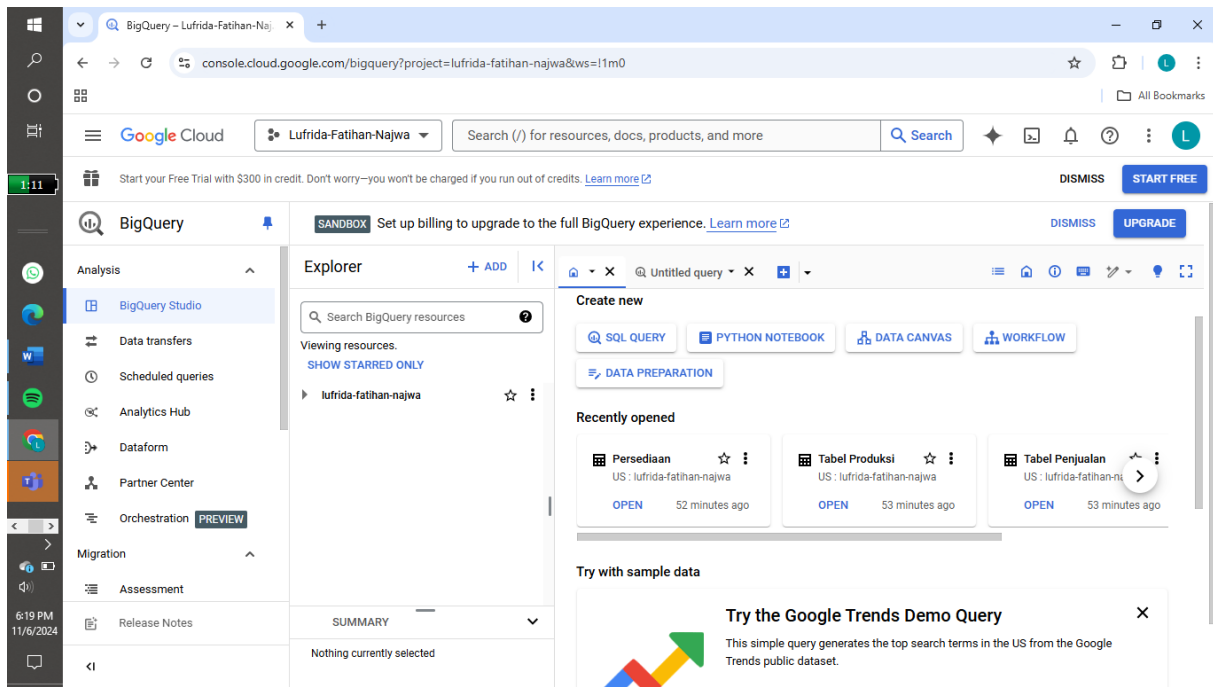 BigQuery – Lufrida-Fatihan-Naj
console.cloud.google.com/bigquery?project=lufrida-fatihan-najwa&ws=!1m0
L
All Bookmarks
Google Cloud
Lufrida-Fatihan-Najwa
Search (/) for resources, docs, products, and more
Search
L
1:11
Start your Free Trial with $300 in credit. Don't worry—you won't be charged if you run out of credits. Learn more
DISMISS
START FREE
BigQuery
SANDBOX Set up billing to upgrade to the full BigQuery experience. Learn more
DISMISS
UPGRADE
Analysis
BigQuery Studio
Data transfers
Scheduled queries
Analytics Hub
Dataform
Partner Center
Orchestration PREVIEW
Migration
Assessment
Release Notes
Explorer
+ ADD
Search BigQuery resources
Viewing resources.
SHOW STARRED ONLY
lufrida-fatihan-najwa
SUMMARY
Nothing currently selected
Untitled query
Create new
SQL QUERY
PYTHON NOTEBOOK
DATA CANVAS
WORKFLOW
DATA PREPARATION
Recently opened
Persediaan
US : lufrida-fatihan-najwa
OPEN 52 minutes ago
Tabel Produksi
US : lufrida-fatihan-najwa
OPEN 53 minutes ago
Tabel Penjualan
US : lufrida-fatihan-na
OPEN 53 minutes ago
Try with sample data
Try the Google Trends Demo Query
This simple query generates the top search terms in the US from the Google
Trends public dataset.
6:19 PM
11/6/2024